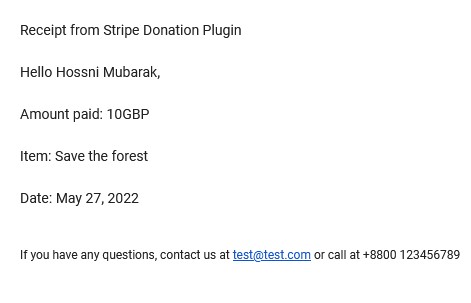 Receipt from Stripe Donation Plugin
Hello Hossni Mubarak,
Amount paid: 10GBP
Item: Save the forest
Date: May 27, 2022
If you have any questions, contact us at test@test.com or call at +8800 123456789